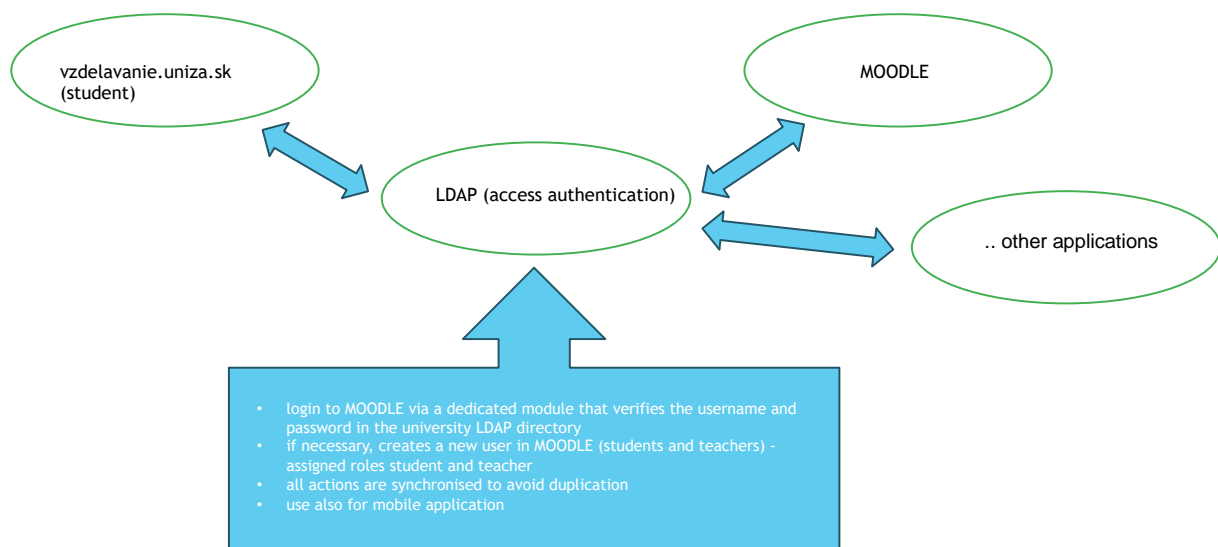 vzdelavanie.uniza.sk
(student)
MOODLE
LDAP (access authentication)
.. other applications
• login to MOODLE via a dedicated module that verifies the username and
password in the university LDAP directory
• if necessary, creates a new user in MOODLE (students and teachers) -
assigned roles student and teacher
• all actions are synchronised to avoid duplication
• use also for mobile application